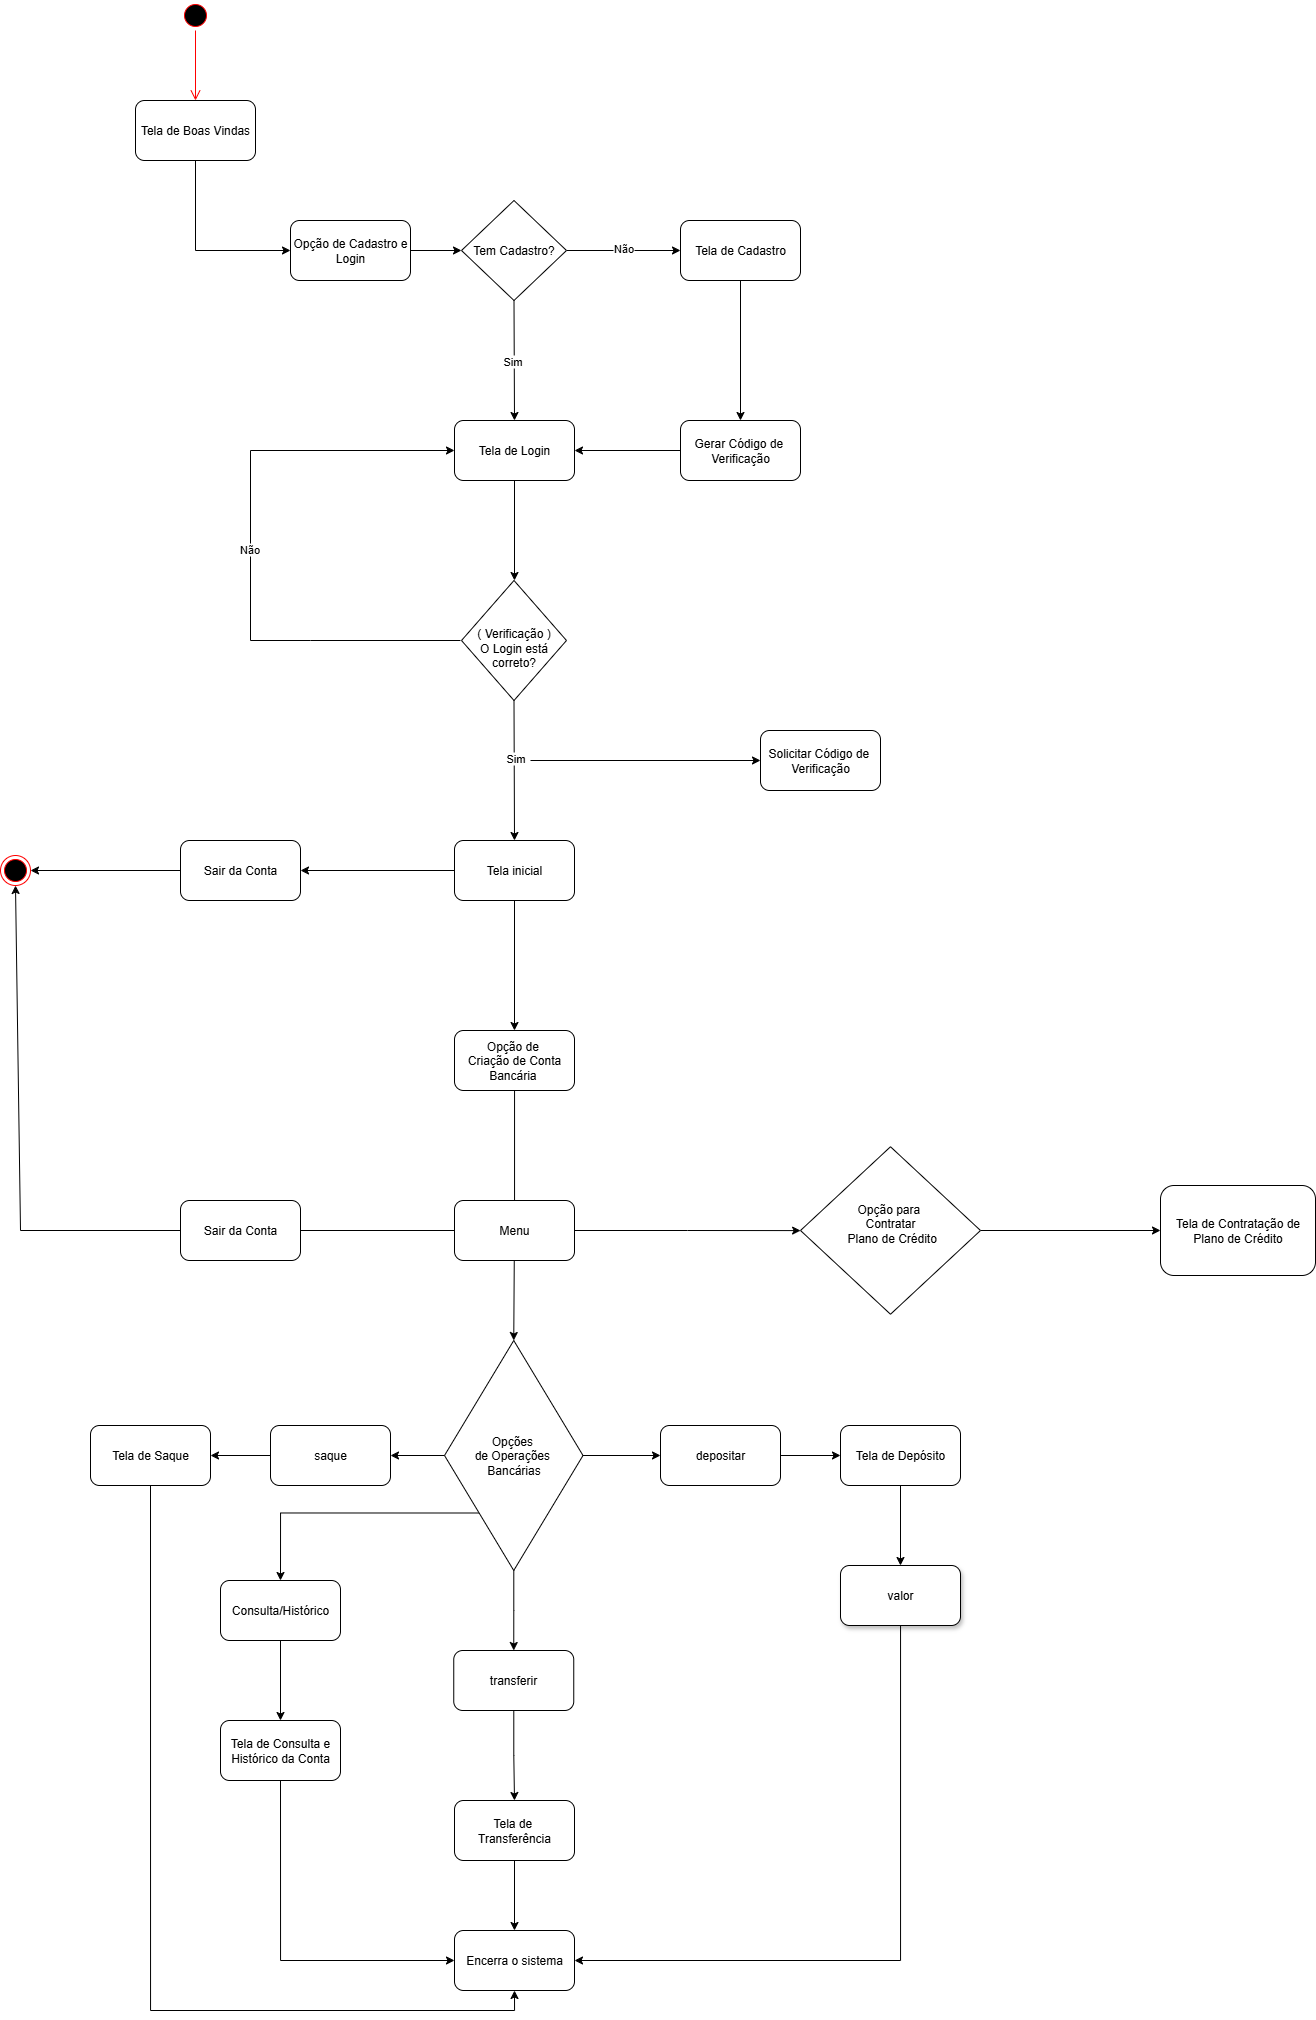 Tela de Boas Vindas
Opção de Cadastro e
Login
Tem Cadastro?
Não
Tela de Cadastro
Sim
Tela de Login
Gerar Código de
Verificação
Não
( Verificação )
O Login está
correto?
Sim
Solicitar Código de
Verificação
Sair da Conta
Tela inicial
Opção de
Criação de Conta
Bancária
Sair da Conta
Menu
Opção para
Contratar
Plano de Crédito
Tela de Contratação de
Plano de Crédito
Tela de Saque
saque
Opções
de Operações
Bancárias
depositar
Tela de Depósito
valor
Consulta/Histórico
transferir
Tela de Consulta e
Histórico da Conta
Tela de
Transferência
Encerra o sistema